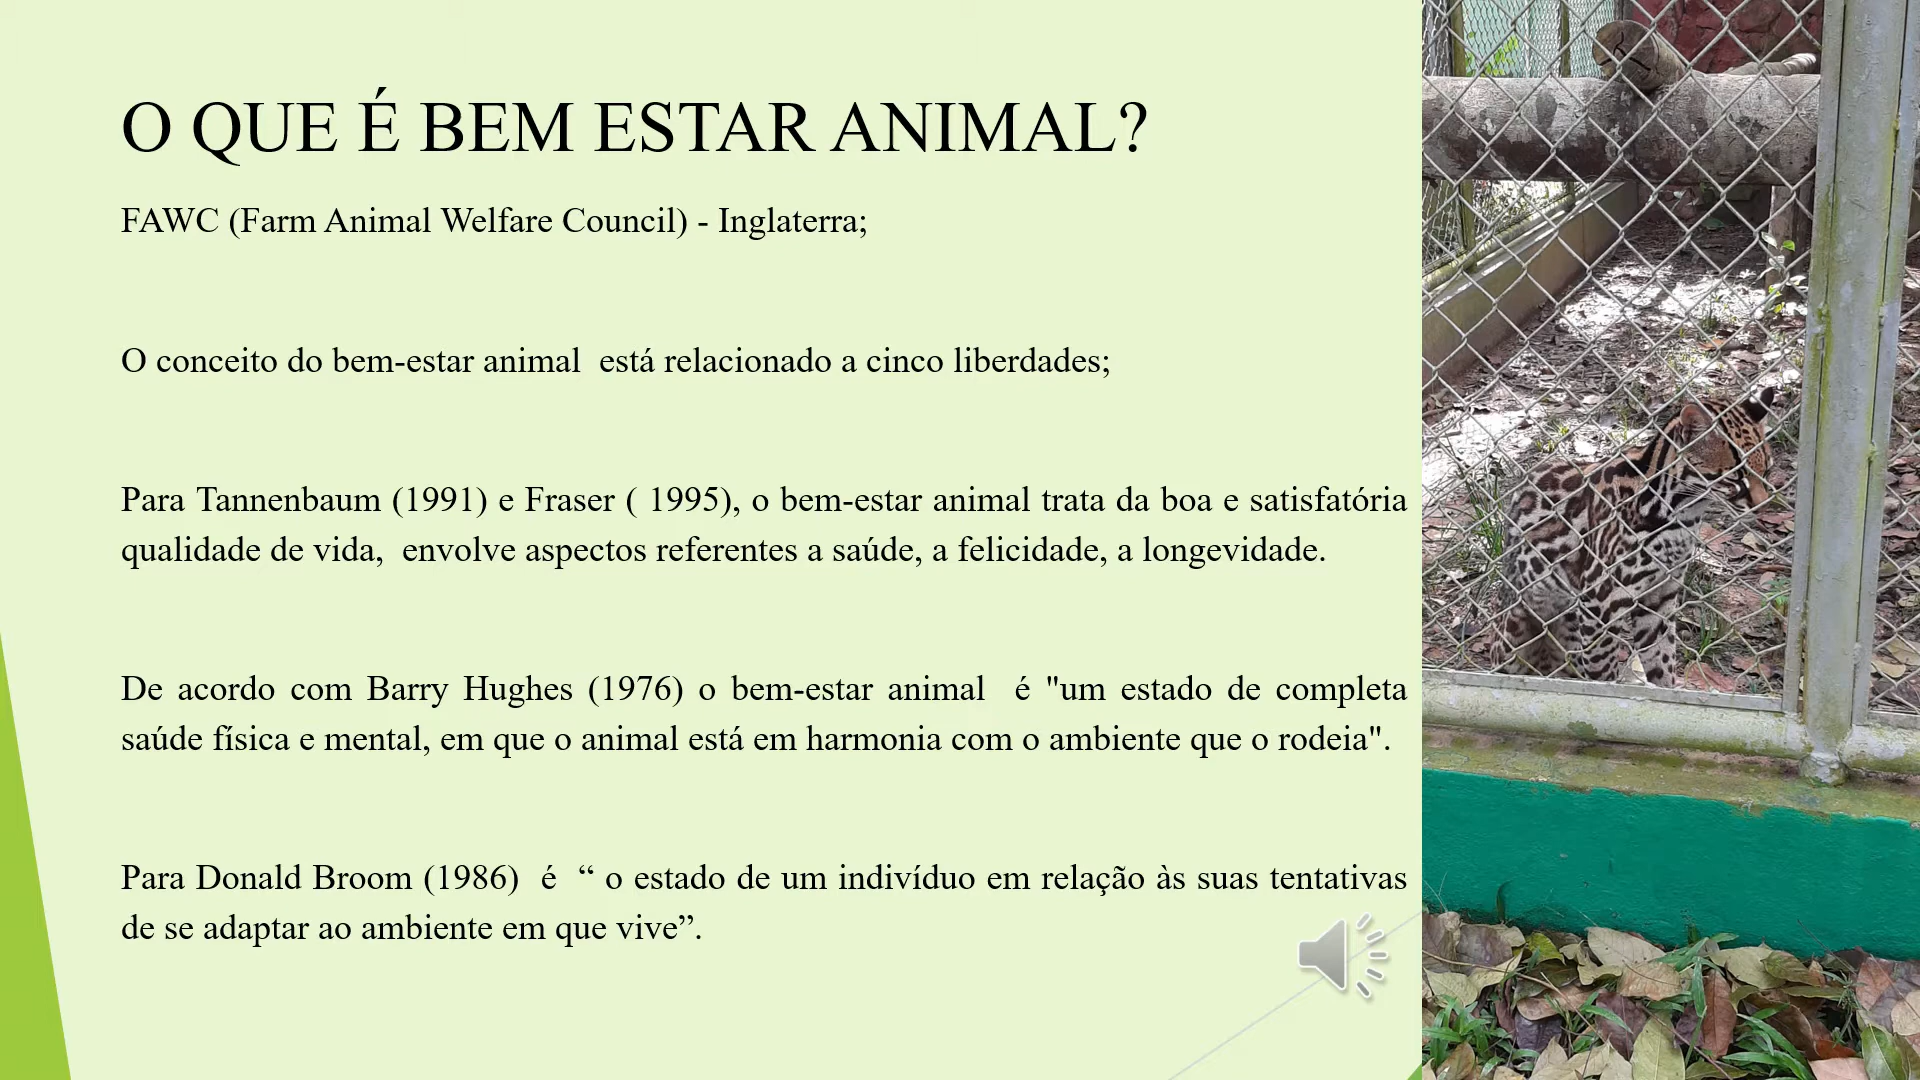 O QUE É BEM ESTAR ANIMAL?
FAWC (Farm Animal Welfare Council) - Inglaterra;
O conceito do bem-estar animal  está relacionado a cinco liberdades;
Para Tannenbaum (1991) e Fraser ( 1995), o bem-estar animal trata da boa e satisfatória
qualidade de vida,  envolve aspectos referentes a saúde, a felicidade, a longevidade.
De acordo com Barry Hughes (1976) o bem-estar animal  é "um estado de completa
saúde física e mental, em que o animal está em harmonia com o ambiente que o rodeia".
Para Donald Broom (1986)  é  “ o estado de um indivíduo em relação às suas tentativas
de se adaptar ao ambiente em que vive”.